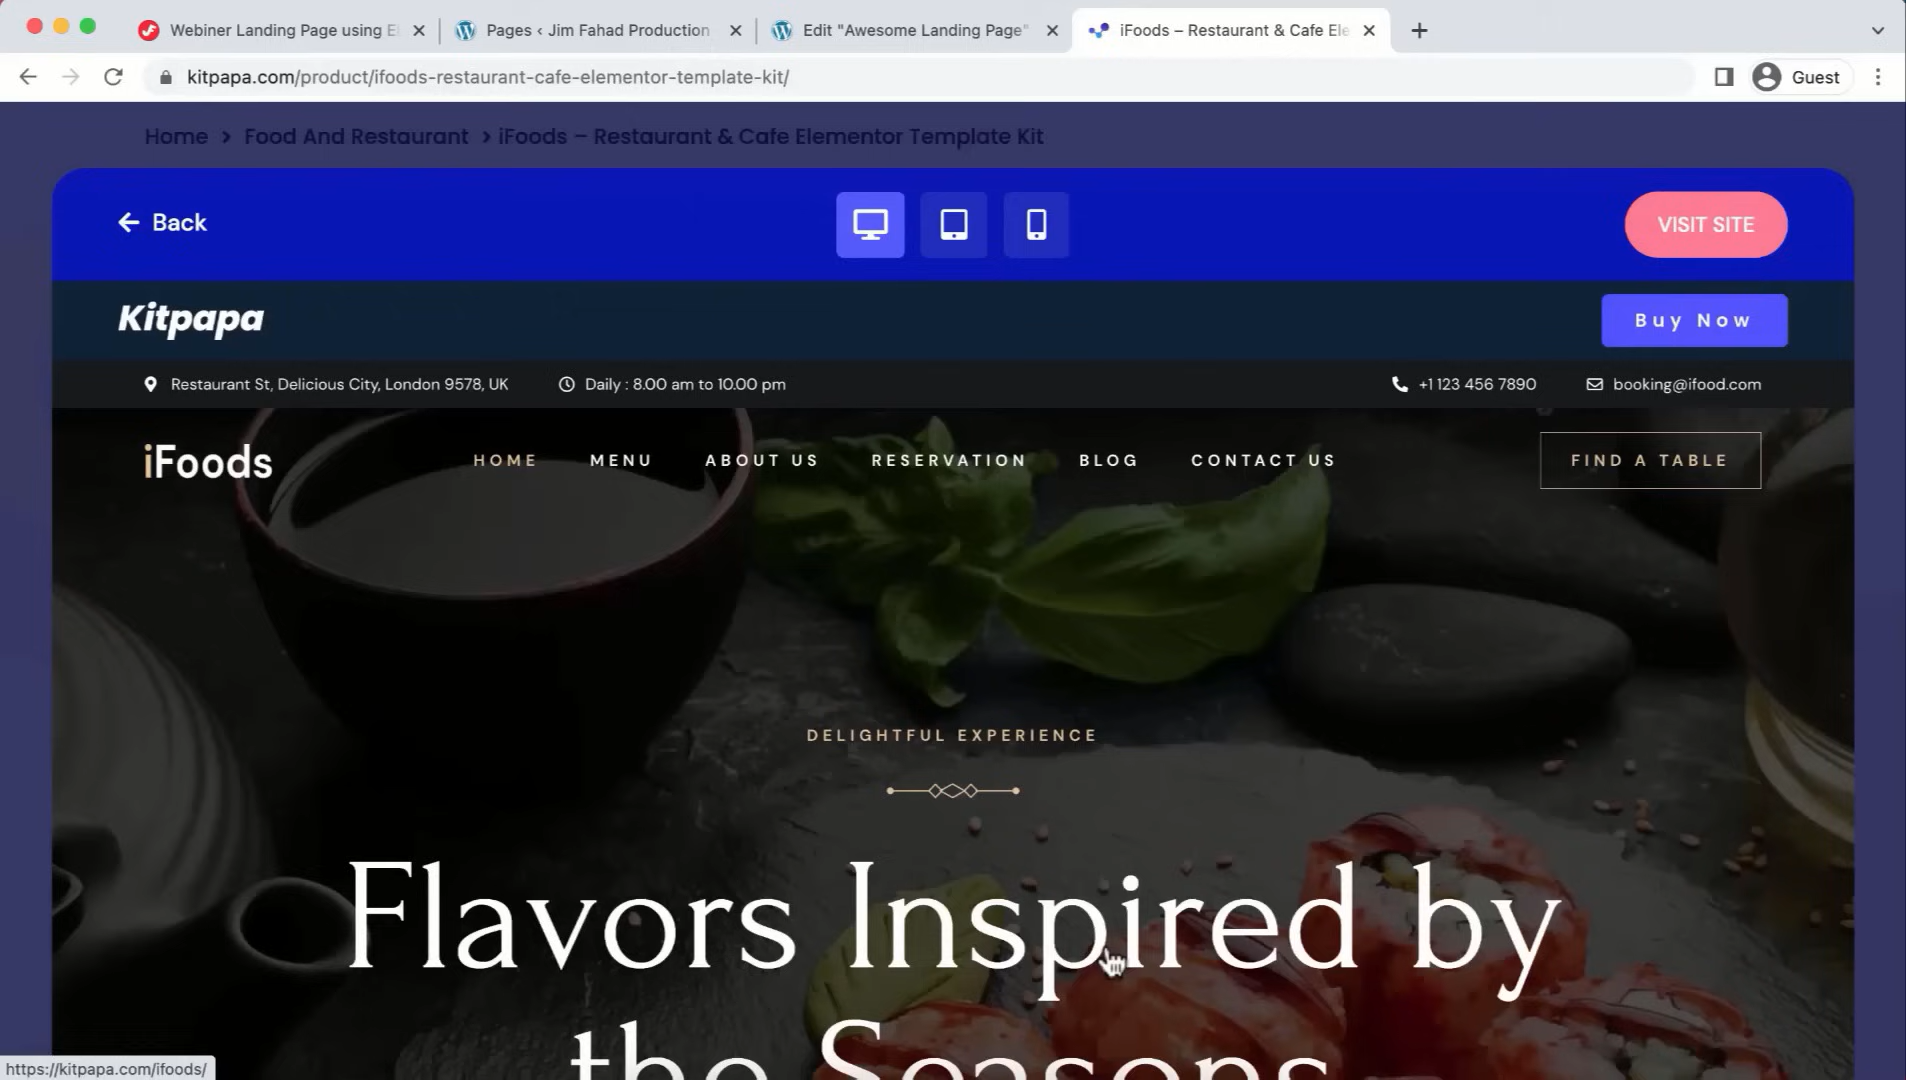 Webiner Landing Page using El
Pages ‹ Jim Fahad Production
Edit "Awesome Landing Page"
iFoods – Restaurant & Cafe Ele
kitpapa.com/product/ifoods-restaurant-cafe-elementor-template-kit/
Guest
Home > Food And Restaurant > iFoods – Restaurant & Cafe Elementor Template Kit
Back
VISIT SITE
Kitpapa
Buy Now
Restaurant St, Delicious City, London 9578, UK
Daily : 8.00 am to 10.00 pm
+1 123 456 7890
booking@ifood.com
iFoods
HOME
MENU
ABOUT US
RESERVATION
BLOG
CONTACT US
FIND A TABLE
DELIGHTFUL EXPERIENCE
Flavors Inspired by
the Seasons
https://kitpapa.com/ifoods/